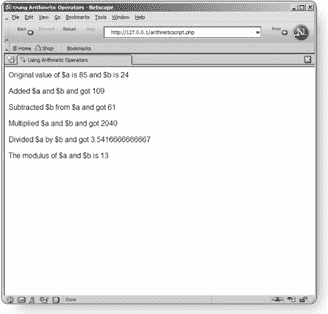 Using Arithmetic Operators - Netscape
File Edit View Go Bookmarks Tools Window Help
Back Forward Reload Stop http://127.0.0.1/arithmeticscript.php
Home Shop Bookmarks
Using Arithmetic Operators
Original value of $a is 85 and $b is 24
Added $a and $b and got 109
Subtracted $b from $a and got 61
Multiplied $a and $b and got 2040
Divided $a by $b and got 3.5416666666667
The modulus of $a and $b is 13
Done